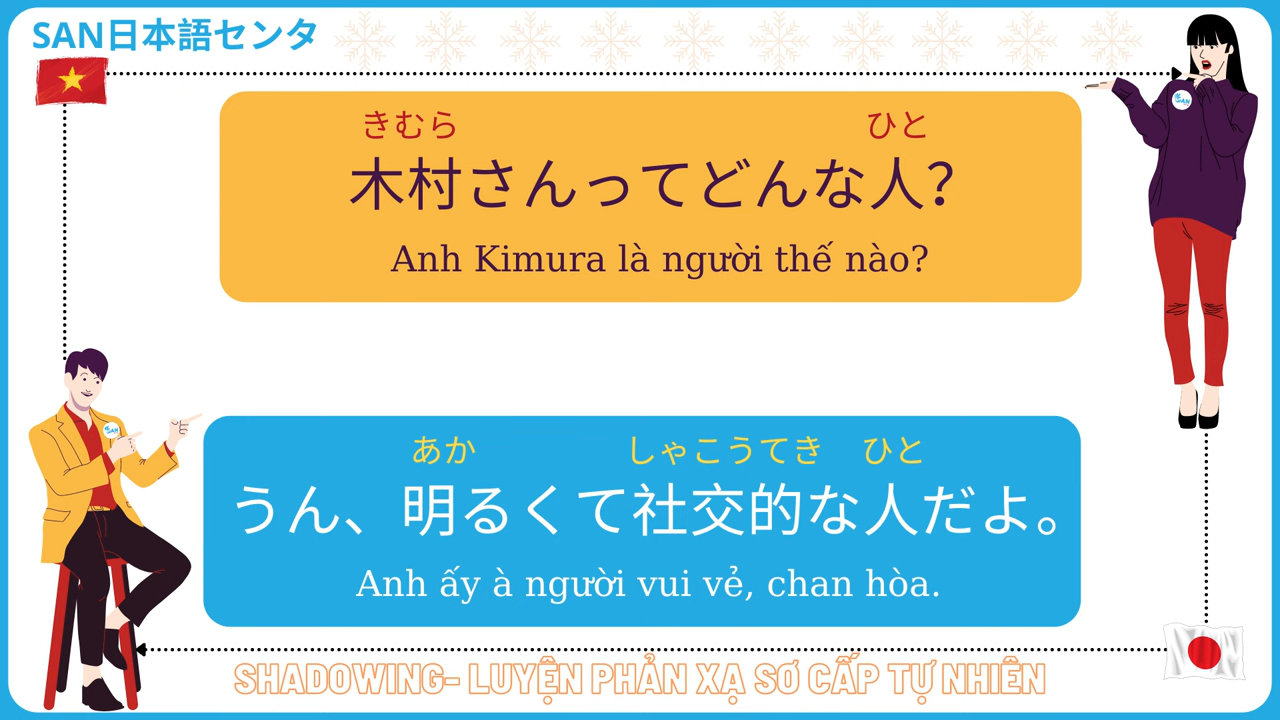 SAN日本語センタ
きむら ひと
木村さんってどんな人?
Anh Kimura là người thế nào?
あか しゃこうてき ひと
うん、明るくて社交的な人だよ。
Anh ấy à người vui vẻ, chan hòa.
SHADOWING- LUYỆN PHẢN XẠ SƠ CẤP TỰ NHIÊN